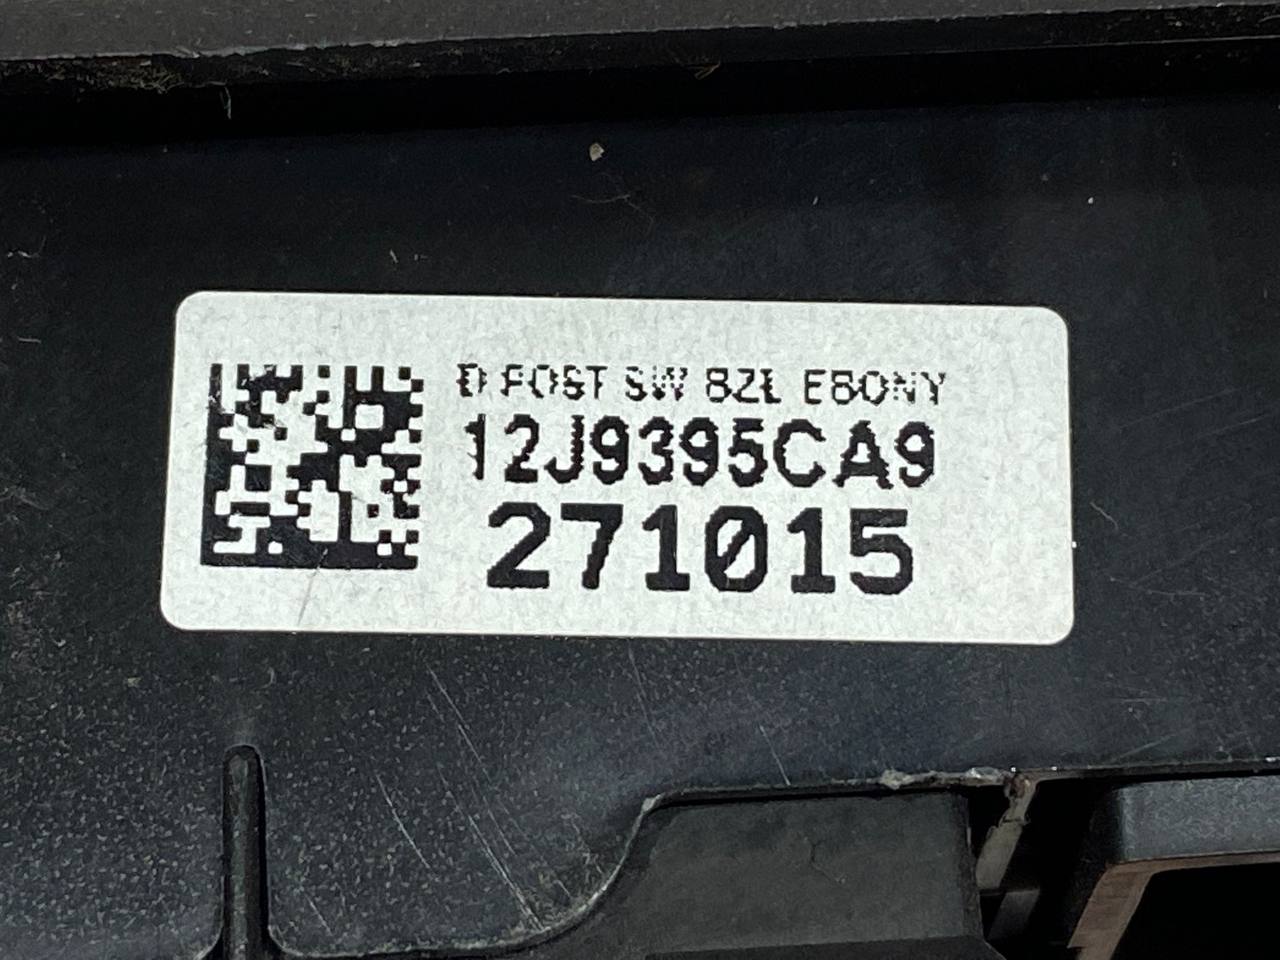 D POST SW BZL EBONY
12J9395CA9
271015